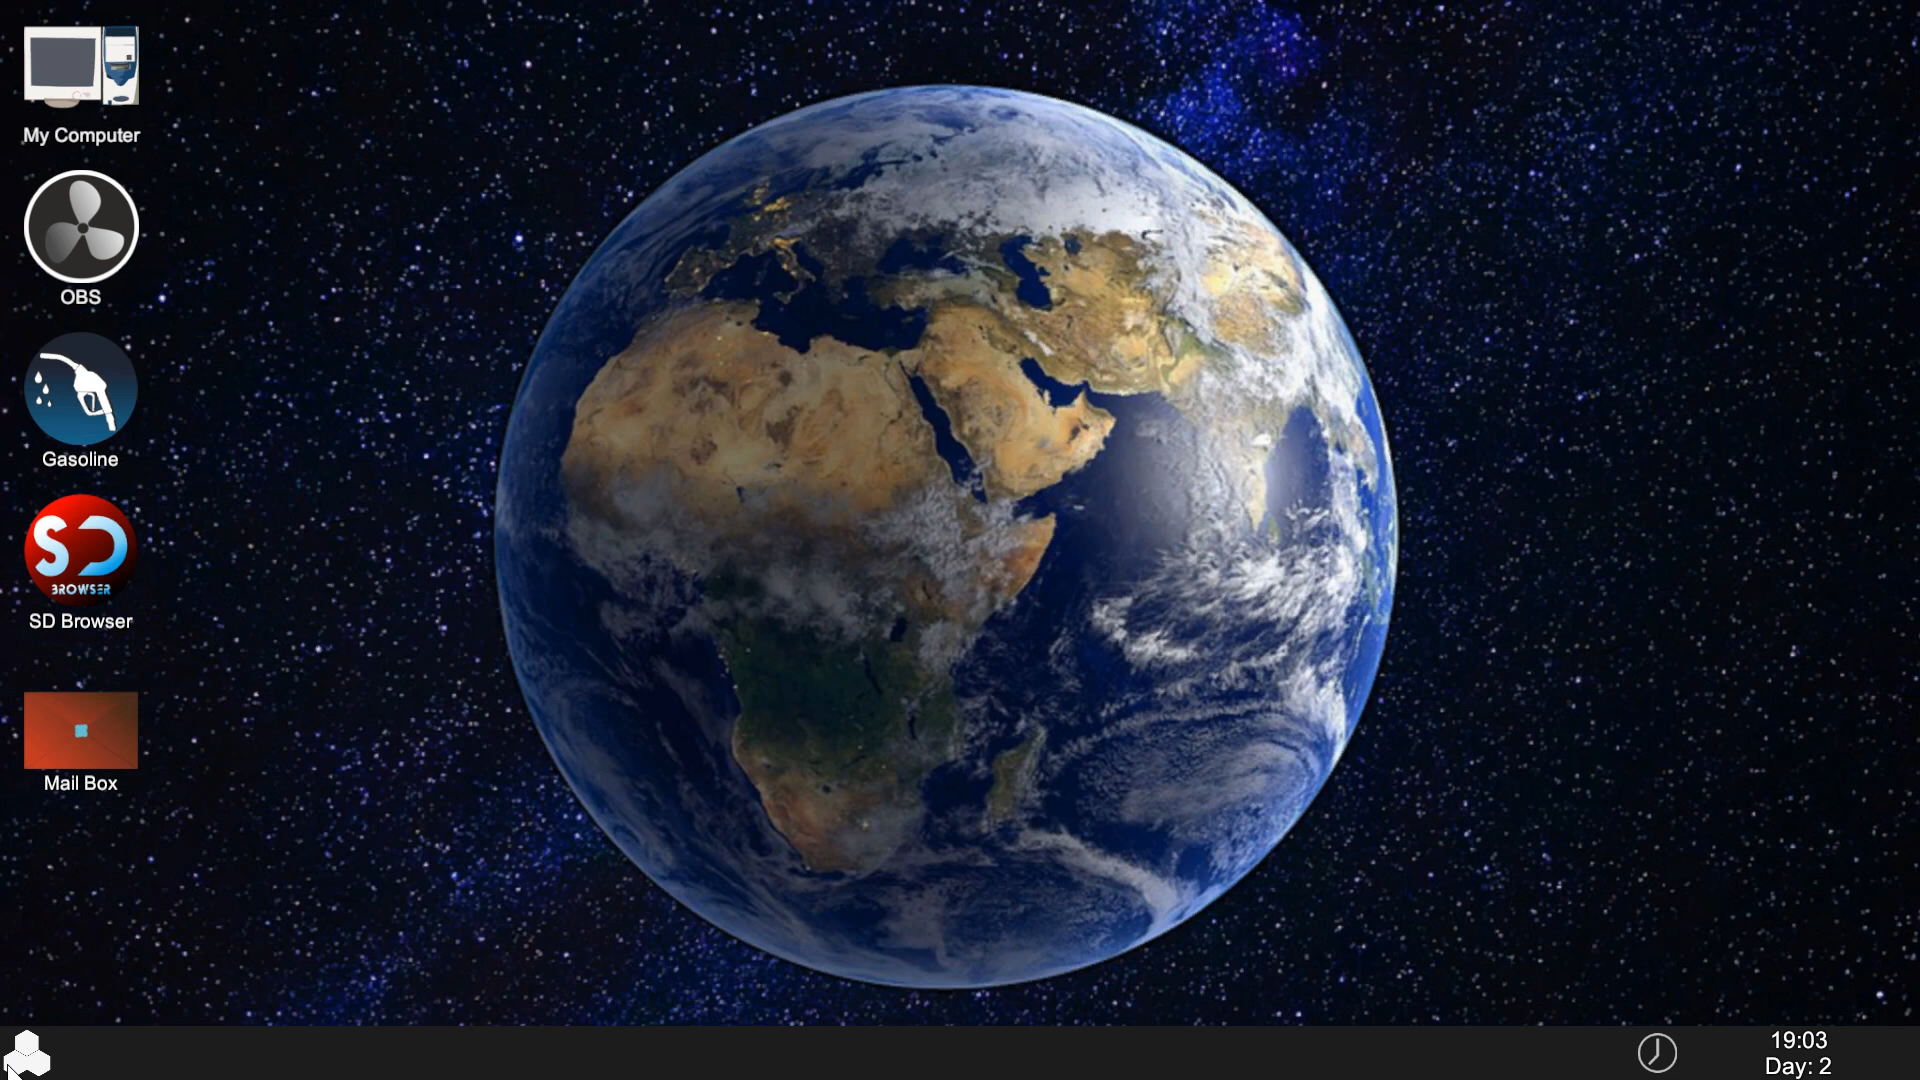 My Computer
OBS
Gasoline
SD
BROWSER
SD Browser
Mail Box
19:03
Day: 2